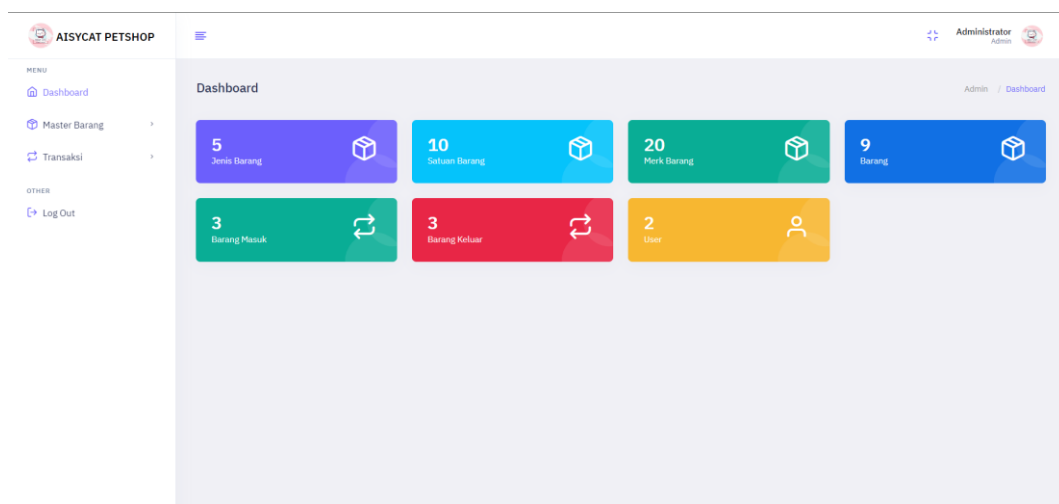 AISYCAT PETSHOP
Administrator
Admin
MENU
Dashboard
Master Barang
Transaksi
OTHER
Log Out
Dashboard
Admin / Dashboard
5
Jenis Barang
10
Satuan Barang
20
Merk Barang
9
Barang
3
Barang Masuk
3
Barang Keluar
2
User